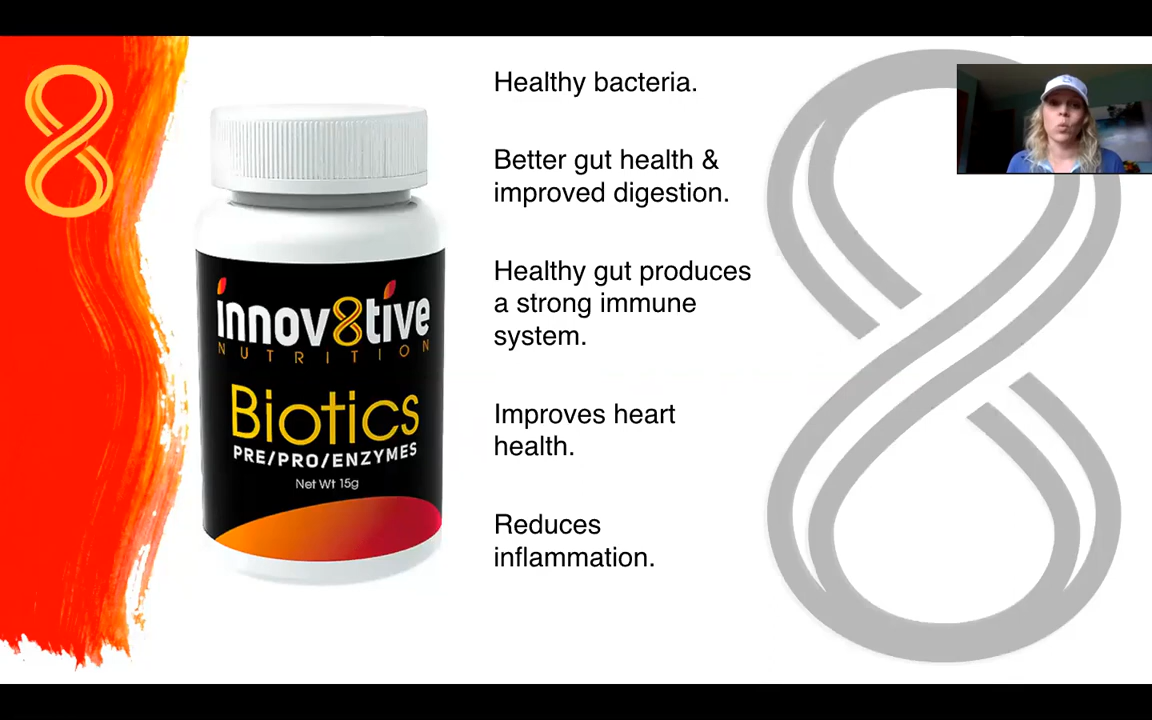 innov8tive
NUTRITION
Biotics
PRE/PRO/ENZYMES
Net Wt 15g
Healthy bacteria.
Better gut health &
improved digestion.
Healthy gut produces
a strong immune
system.
Improves heart
health.
Reduces
inflammation.